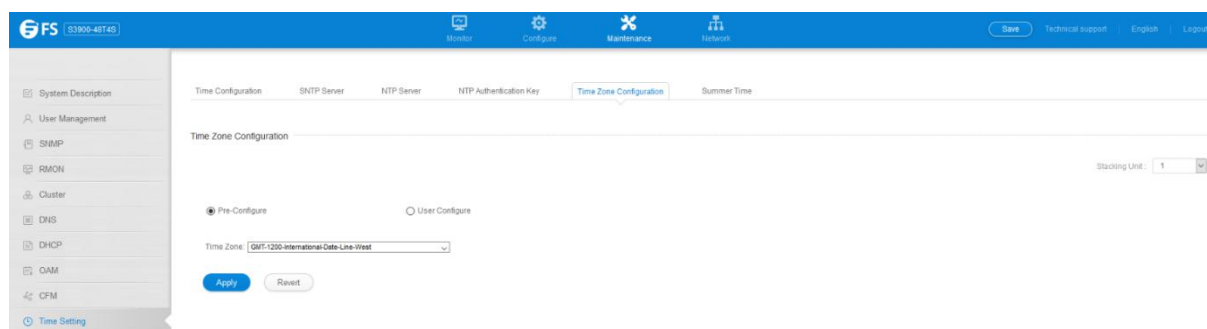 FS S3900-48T4S
Monitor Configure Maintenance Network
Save Technical support English Logout
System Description
User Management
SNMP
RMON
Cluster
DNS
DHCP
OAM
CFM
Time Setting
Time Configuration SNTP Server NTP Server NTP Authentication Key Time Zone Configuration Summer Time
Time Zone Configuration
Stacking Unit: 1
Pre-Configure User Configure
Time Zone: GMT-1200-International-Date-Line-West
Apply Revert